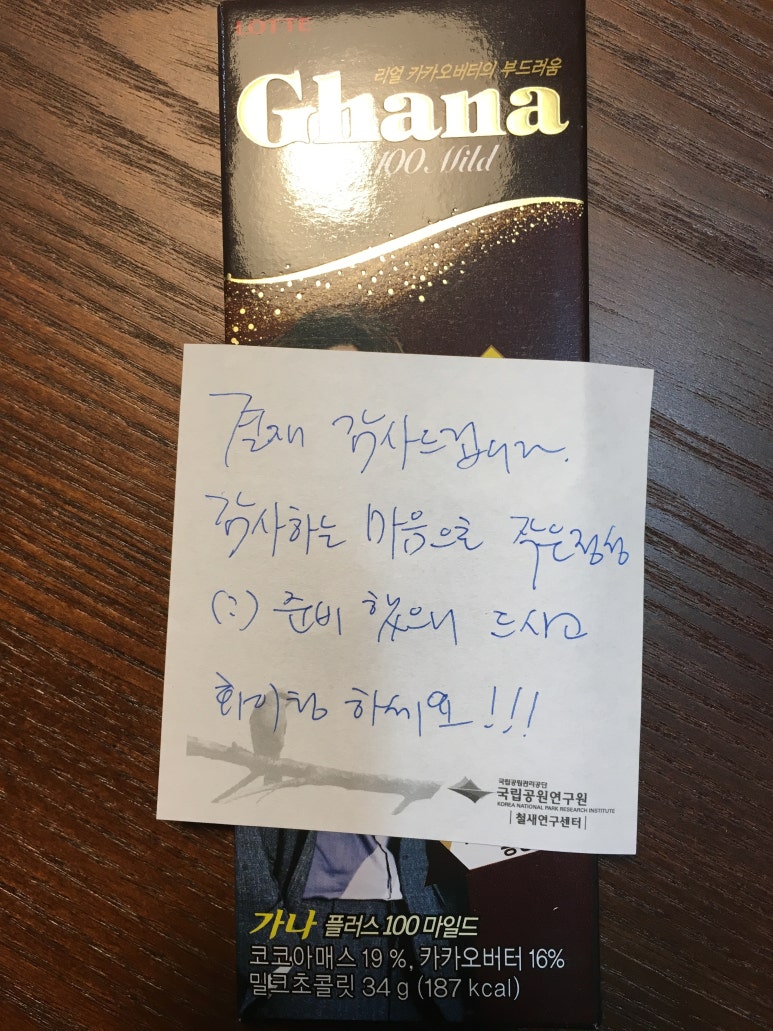 LOTTE
리얼 카카오버터의 부드러움
Ghana
100 Mild
결재 감사드립니다.
감사하는 마음으로 작은정성
(:) 준비 했으니 드시고
화이팅 하세요!!!
국립공원관리공단
국립공원연구원
KOREA NATIONAL PARK RESEARCH INSTITUTE
철새연구센터
가나 플러스 100 마일드
코코아매스 19 %, 카카오버터 16%
밀크초콜릿 34 g (187 kcal)